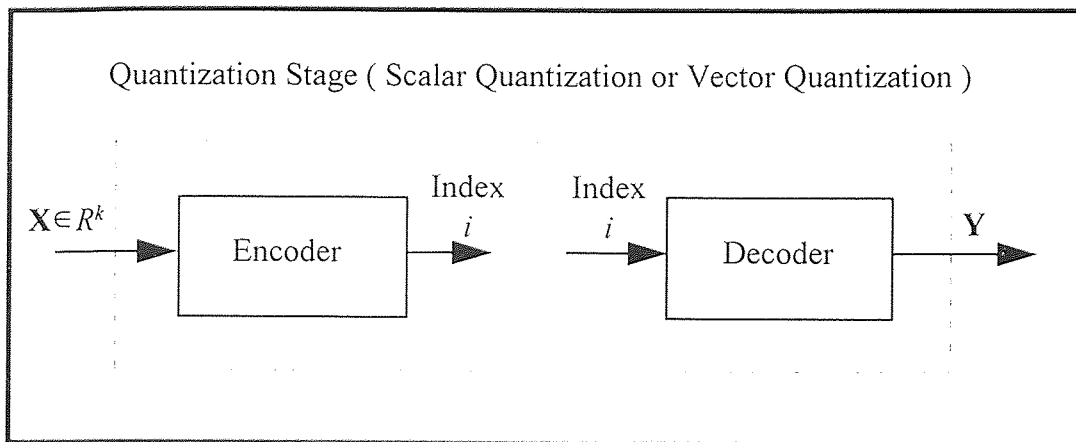 Quantization Stage ( Scalar Quantization or Vector Quantization )
X∈R^k
Encoder
Index
i
Index
i
Decoder
Y